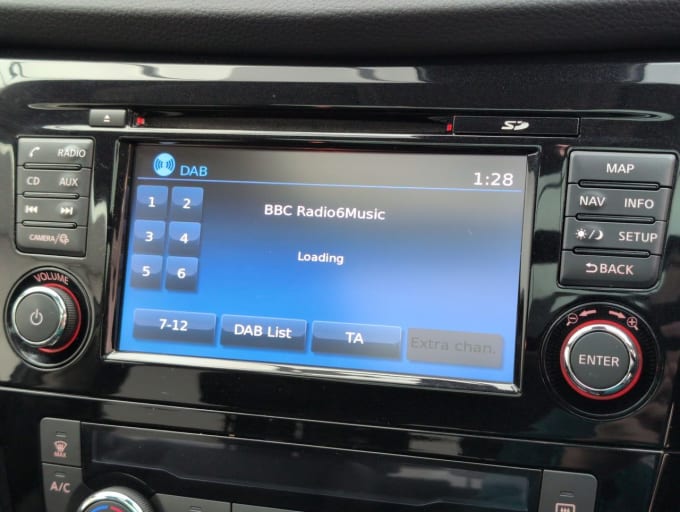 SD
RADIO
CD AUX
CAMERA/
VOLUME
DAB
1:28
1 2
BBC Radio6Music
3 4
Loading
5 6
7-12
DAB List
TA
Extra chan.
MAP
NAV INFO
SETUP
BACK
ENTER
MAX
A/C